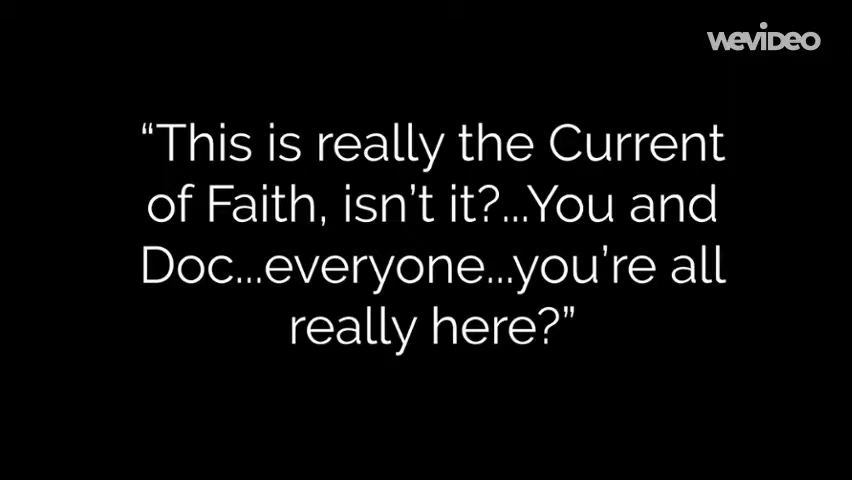 WEVIDEO
“This is really the Current
of Faith, isn’t it?...You and
Doc...everyone...you’re all
really here?”